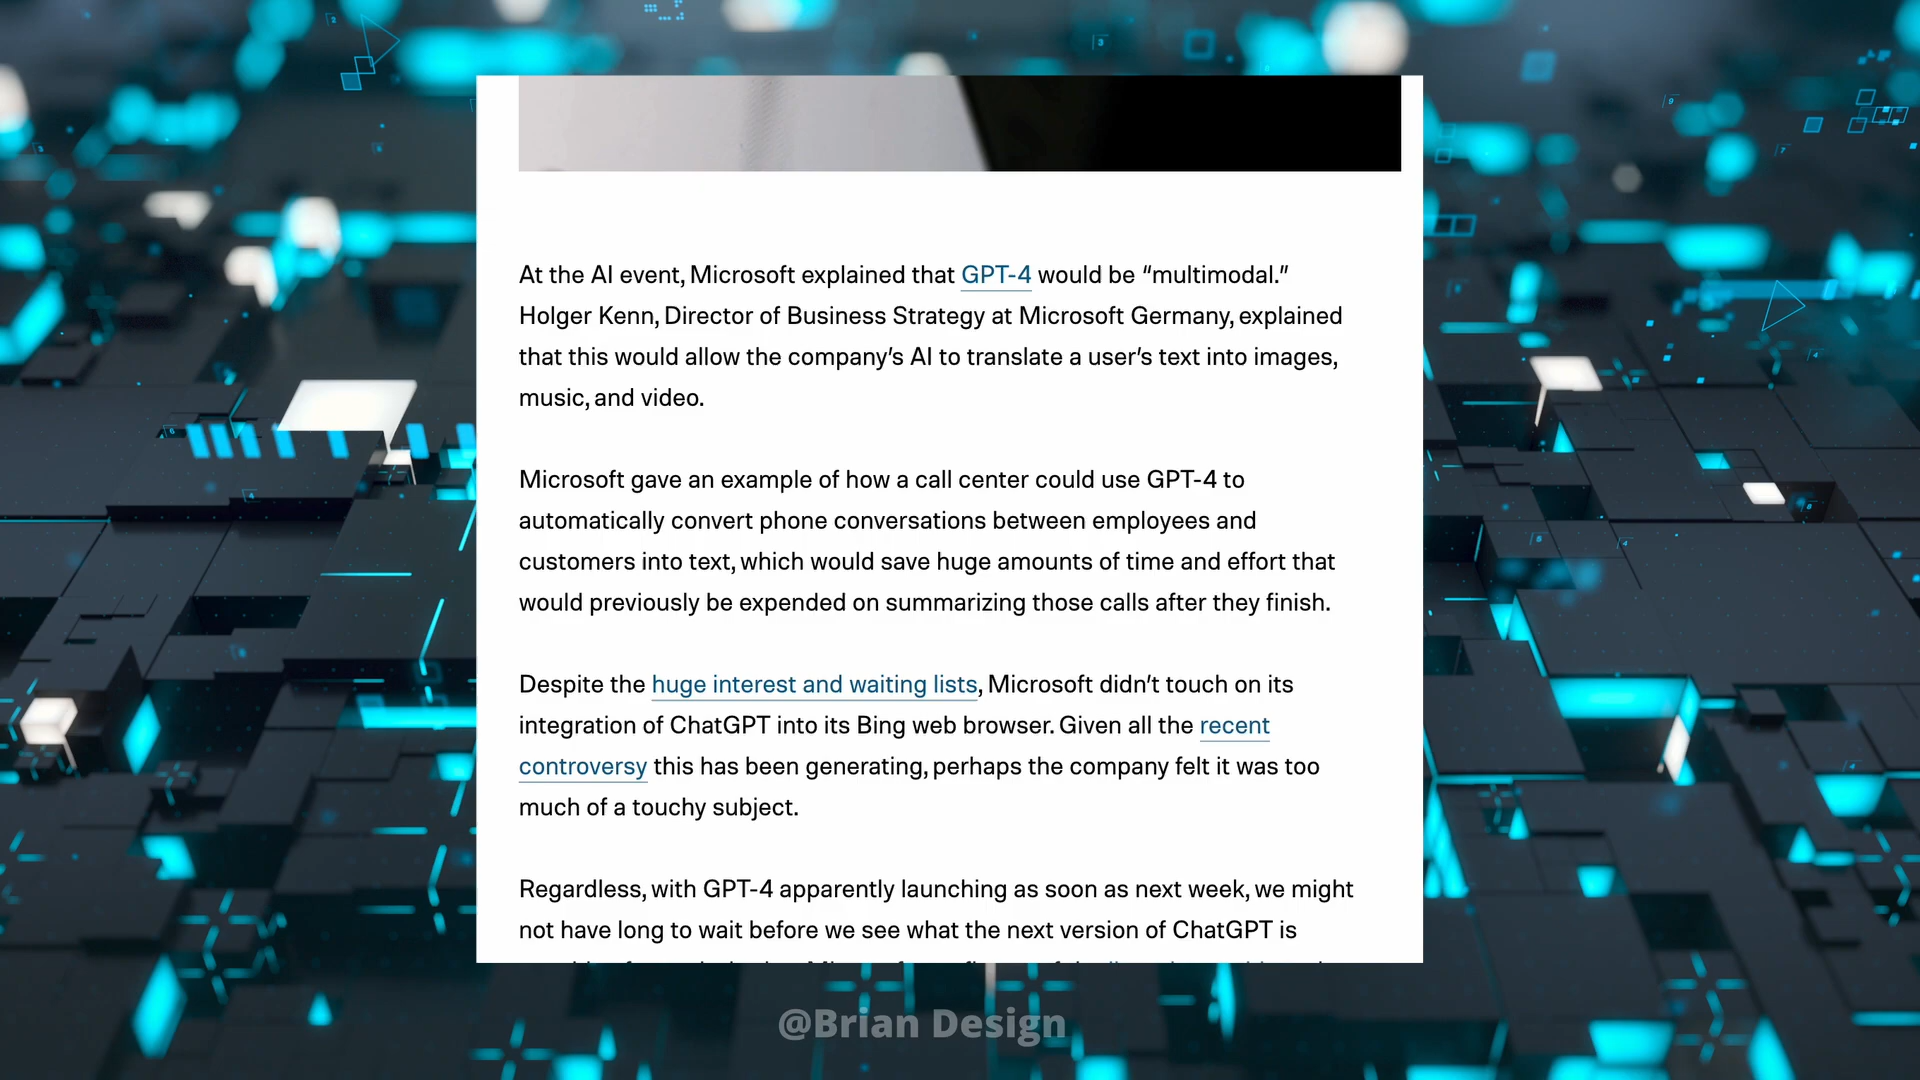 At the AI event, Microsoft explained that GPT-4 would be “multimodal.”
Holger Kenn, Director of Business Strategy at Microsoft Germany, explained
that this would allow the company’s AI to translate a user’s text into images,
music, and video.
Microsoft gave an example of how a call center could use GPT-4 to
automatically convert phone conversations between employees and
customers into text, which would save huge amounts of time and effort that
would previously be expended on summarizing those calls after they finish.
Despite the huge interest and waiting lists, Microsoft didn’t touch on its
integration of ChatGPT into its Bing web browser. Given all the recent
controversy this has been generating, perhaps the company felt it was too
much of a touchy subject.
Regardless, with GPT-4 apparently launching as soon as next week, we might
not have long to wait before we see what the next version of ChatGPT is
@Brian Design